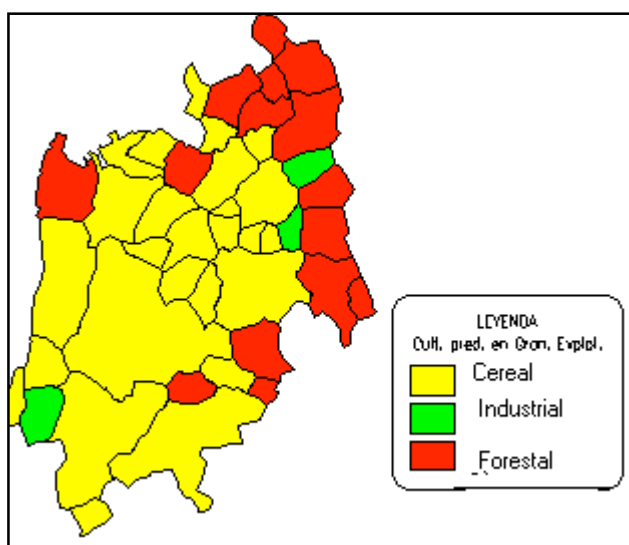 LEYENDA
Cult. pred. en Gran. Explot.
Cereal
Industrial
Forestal